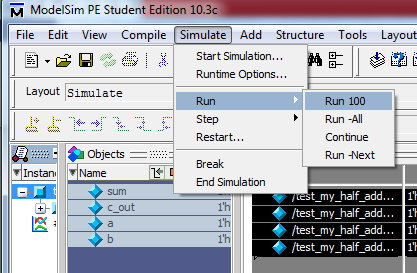 ModelSim PE Student Edition 10.3c
File Edit View Compile Simulate Add Structure Tools Layout
Start Simulation...
Runtime Options...
Layout Simulate
Run
Run 100
Step
Run -All
Restart...
Continue
Run -Next
Break
End Simulation
Objects
Name
sum 1'h
c_out 1'h
a 1'h
b 1'h
/test_my_half_add... 1'
/test_my_half_add... 1'
/test_my_half_add... 1'
/test_my_half_add... 1'
Instan